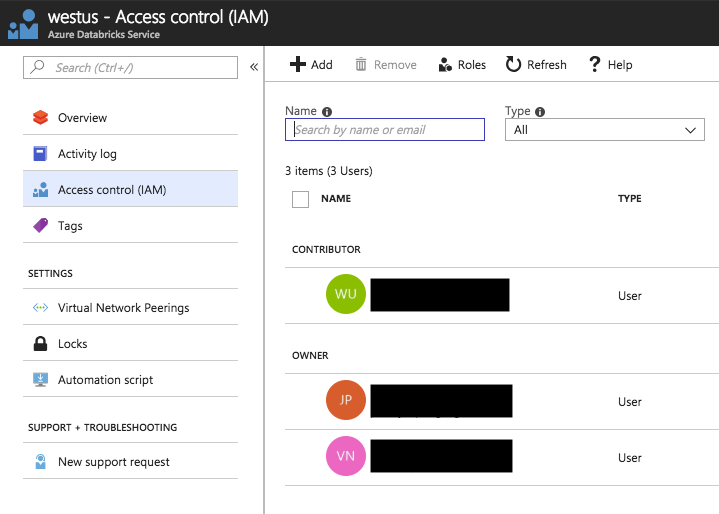 westus - Access control (IAM)
Azure Databricks Service
Search (Ctrl+/)
«
Overview
Activity log
Access control (IAM)
Tags
SETTINGS
Virtual Network Peerings
Locks
Automation script
SUPPORT + TROUBLESHOOTING
New support request
Add Remove Roles Refresh ? Help
Name Type
Search by name or email All
3 items (3 Users)
NAME TYPE
CONTRIBUTOR
WU User
OWNER
JP User
VN User